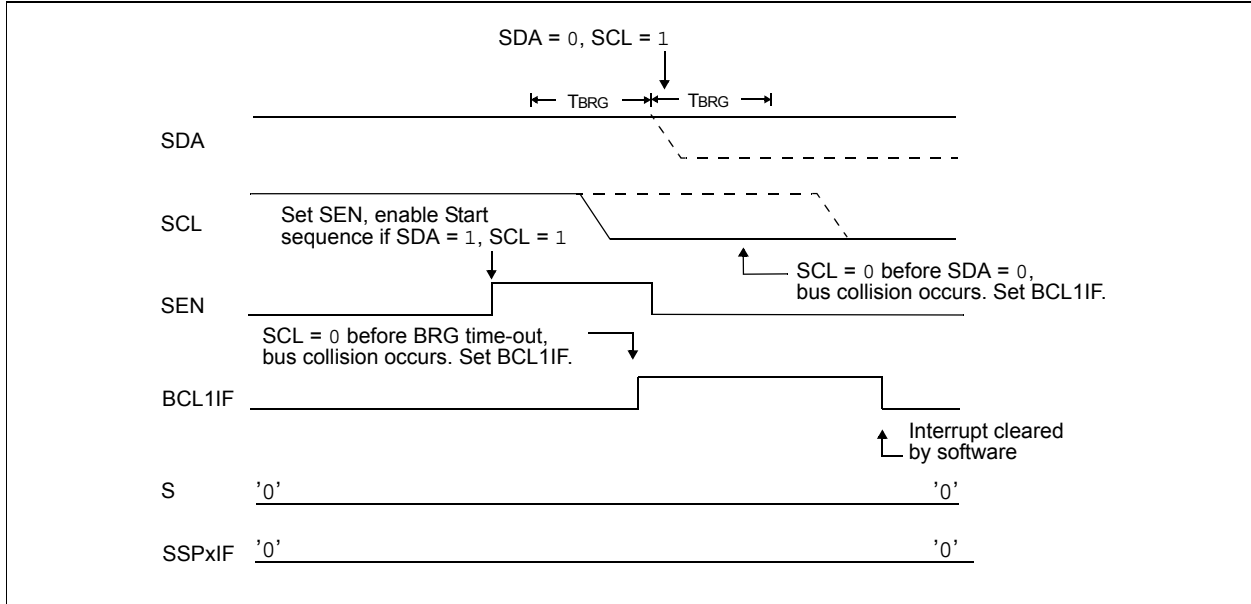 SDA = 0, SCL = 1
TBRG TBRG
SDA
SCL
Set SEN, enable Start
sequence if SDA = 1, SCL = 1
SCL = 0 before SDA = 0,
bus collision occurs. Set BCL1IF.
SEN
SCL = 0 before BRG time-out,
bus collision occurs. Set BCL1IF.
BCL1IF
Interrupt cleared
by software
S '0' '0'
SSPxIF '0' '0'